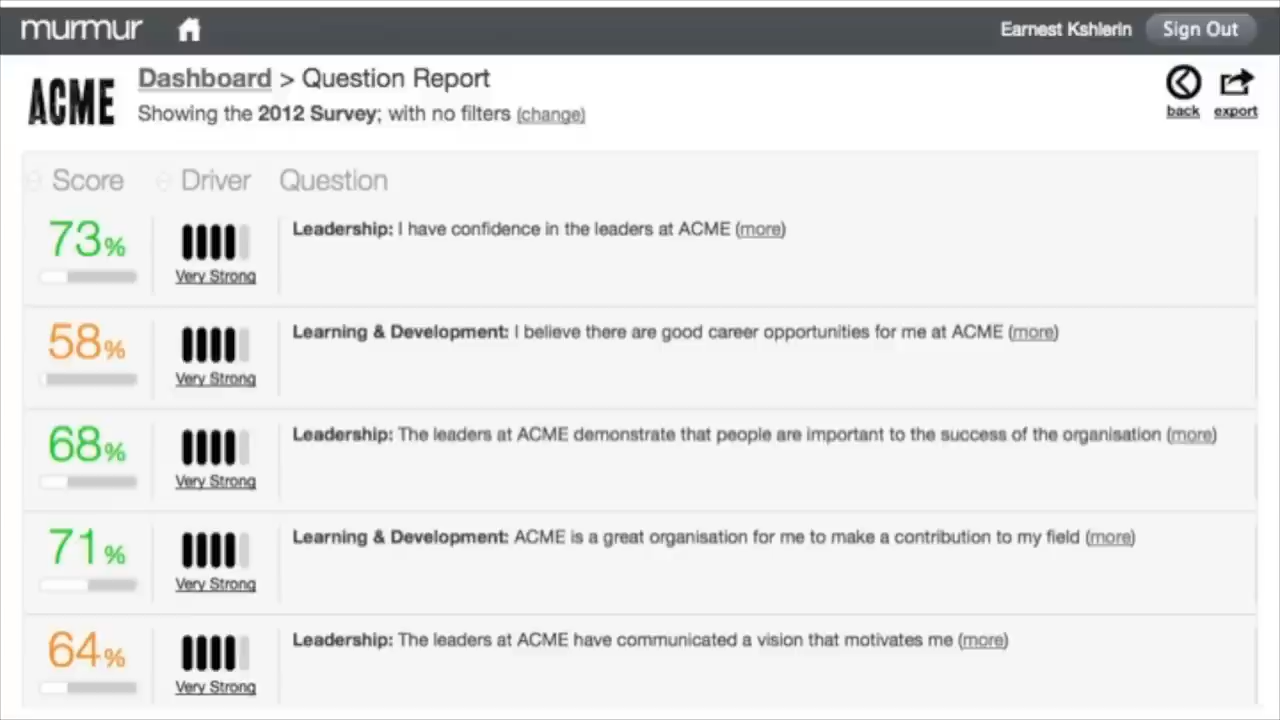 murmur Earnest Kshlerin Sign Out
ACME
Dashboard > Question Report
Showing the 2012 Survey; with no filters (change)
back export
Score Driver Question
73% Very Strong Leadership: I have confidence in the leaders at ACME (more)
58% Very Strong Learning & Development: I believe there are good career opportunities for me at ACME (more)
68% Very Strong Leadership: The leaders at ACME demonstrate that people are important to the success of the organisation (more)
71% Very Strong Learning & Development: ACME is a great organisation for me to make a contribution to my field (more)
64% Very Strong Leadership: The leaders at ACME have communicated a vision that motivates me (more)